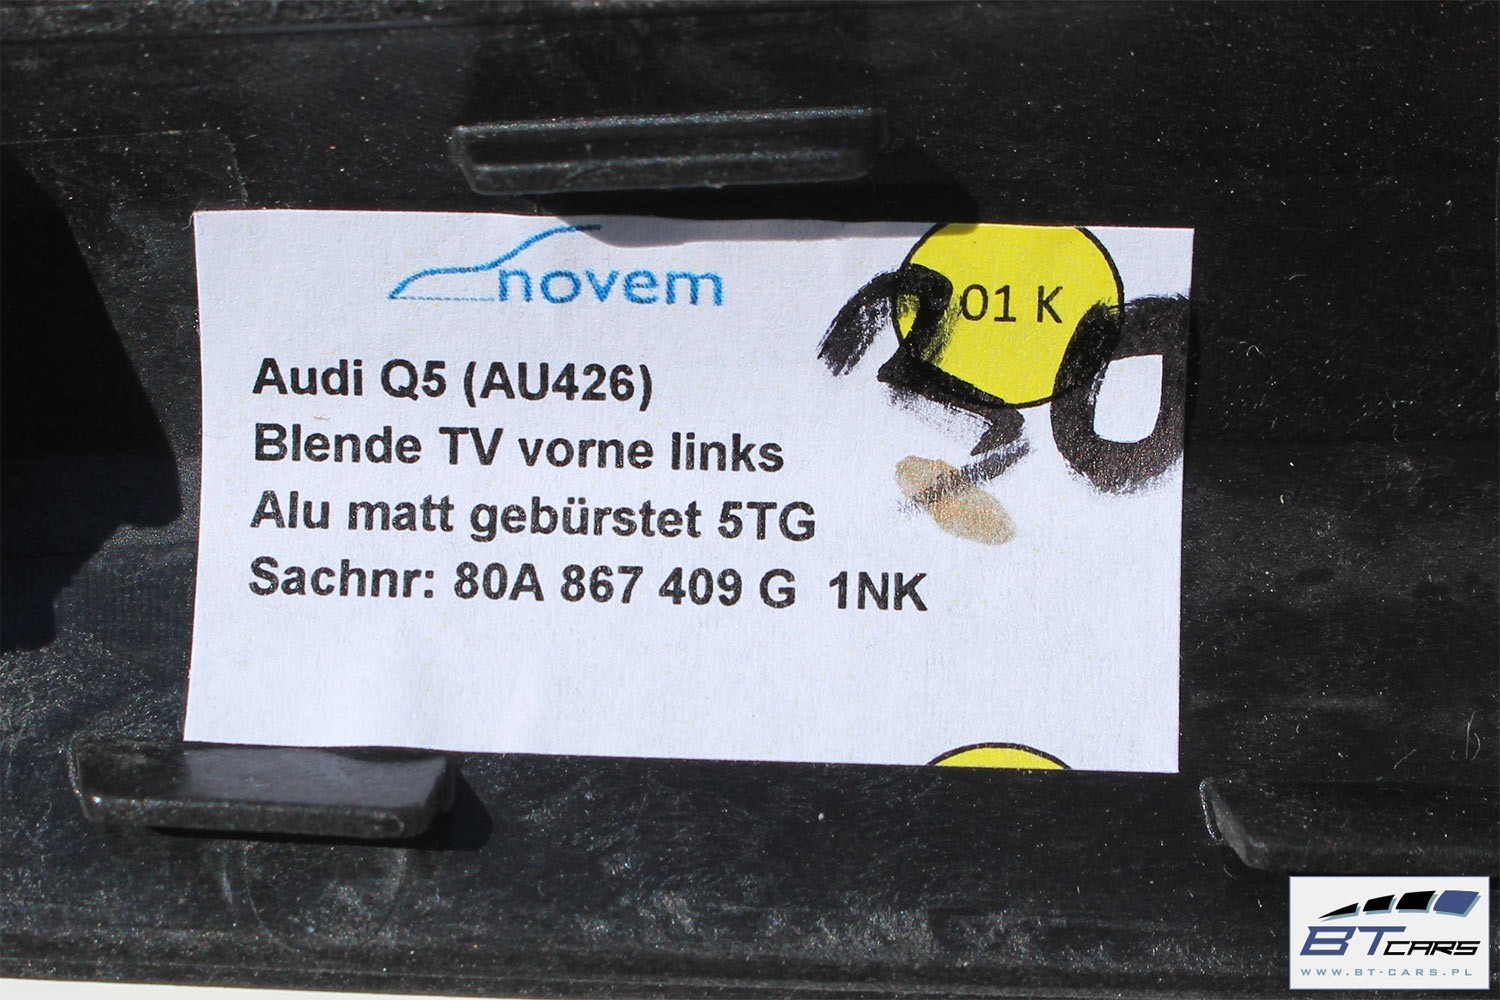 novem
01 K
Audi Q5 (AU426)
Blende TV vorne links
Alu matt gebürstet 5TG
Sachnr: 80A 867 409 G 1NK
BT CARS
WWW.BT-CARS.PL